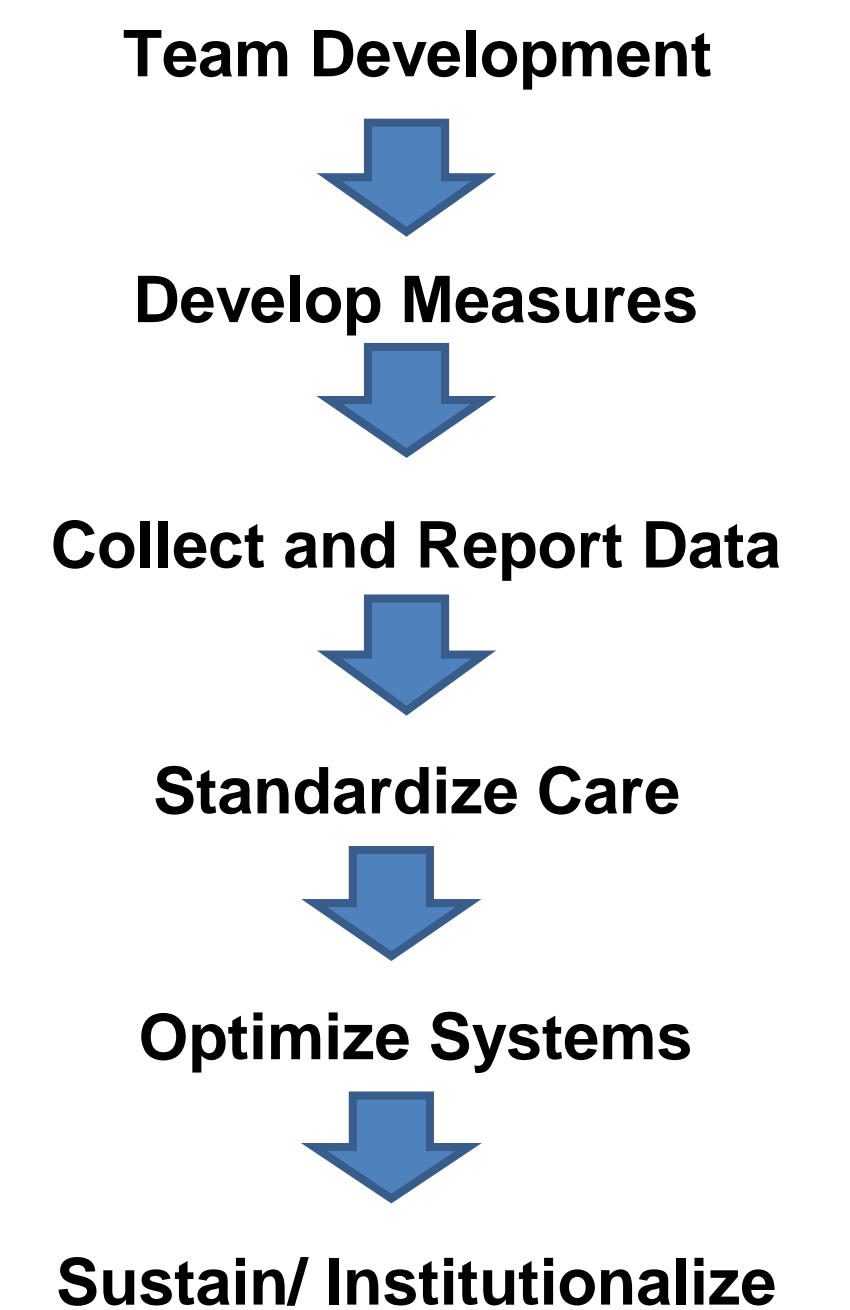 Team Development
Develop Measures
Collect and Report Data
Standardize Care
Optimize Systems
Sustain/ Institutionalize